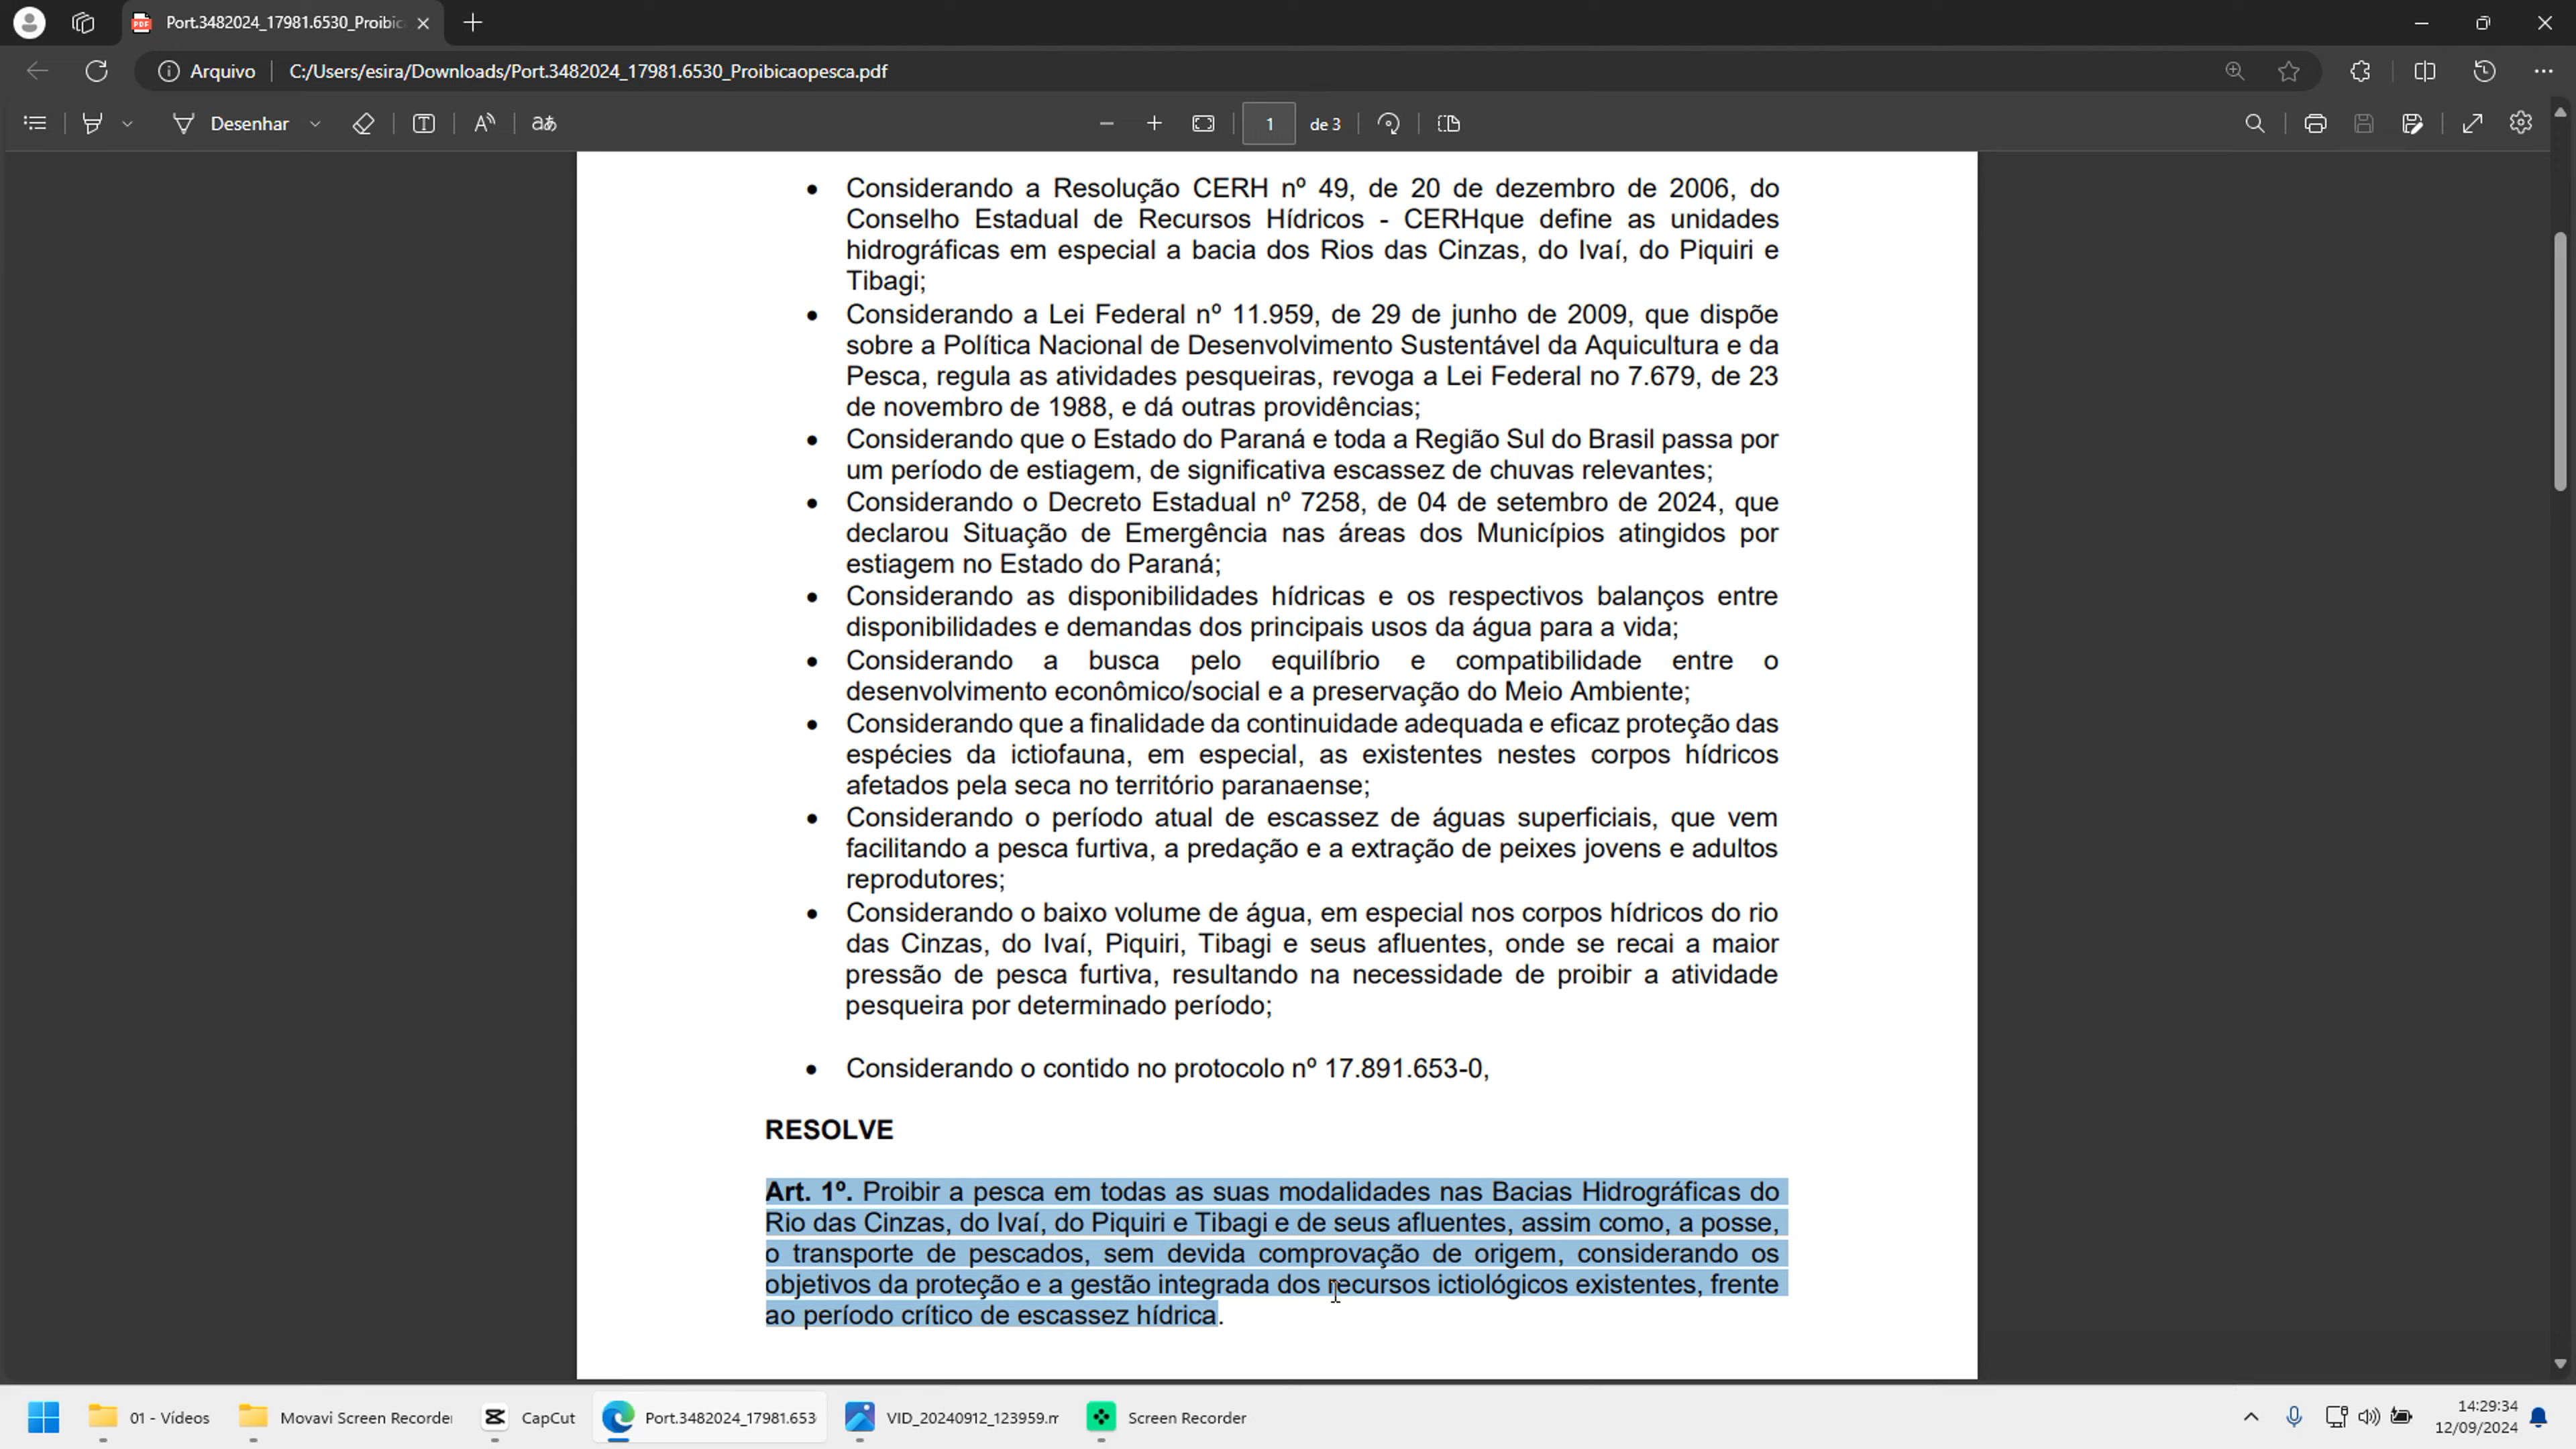 Port.3482024_17981.6530_Proibic
Arquivo
C:/Users/esira/Downloads/Port.3482024_17981.6530_Proibicaopesca.pdf
Desenhar
1 de 3
• Considerando a Resolução CERH nº 49, de 20 de dezembro de 2006, do
Conselho Estadual de Recursos Hídricos - CERHque define as unidades
hidrográficas em especial a bacia dos Rios das Cinzas, do Ivaí, do Piquiri e
Tibagi;
• Considerando a Lei Federal nº 11.959, de 29 de junho de 2009, que dispõe
sobre a Política Nacional de Desenvolvimento Sustentável da Aquicultura e da
Pesca, regula as atividades pesqueiras, revoga a Lei Federal no 7.679, de 23
de novembro de 1988, e dá outras providências;
• Considerando que o Estado do Paraná e toda a Região Sul do Brasil passa por
um período de estiagem, de significativa escassez de chuvas relevantes;
• Considerando o Decreto Estadual nº 7258, de 04 de setembro de 2024, que
declarou Situação de Emergência nas áreas dos Municípios atingidos por
estiagem no Estado do Paraná;
• Considerando as disponibilidades hídricas e os respectivos balanços entre
disponibilidades e demandas dos principais usos da água para a vida;
• Considerando a busca pelo equilíbrio e compatibilidade entre o
desenvolvimento econômico/social e a preservação do Meio Ambiente;
• Considerando que a finalidade da continuidade adequada e eficaz proteção das
espécies da ictiofauna, em especial, as existentes nestes corpos hídricos
afetados pela seca no território paranaense;
• Considerando o período atual de escassez de águas superficiais, que vem
facilitando a pesca furtiva, a predação e a extração de peixes jovens e adultos
reprodutores;
• Considerando o baixo volume de água, em especial nos corpos hídricos do rio
das Cinzas, do Ivaí, Piquiri, Tibagi e seus afluentes, onde se recai a maior
pressão de pesca furtiva, resultando na necessidade de proibir a atividade
pesqueira por determinado período;
• Considerando o contido no protocolo nº 17.891.653-0,
RESOLVE
Art. 1º. Proibir a pesca em todas as suas modalidades nas Bacias Hidrográficas do
Rio das Cinzas, do Ivaí, do Piquiri e Tibagi e de seus afluentes, assim como, a posse,
o transporte de pescados, sem devida comprovação de origem, considerando os
objetivos da proteção e a gestão integrada dos recursos ictiológicos existentes, frente
ao período crítico de escassez hídrica.
01 - Vídeos
Movavi Screen Recorder
CapCut
Port.3482024_17981.653
VID_20240912_123959.m
Screen Recorder
14:29:34
12/09/2024